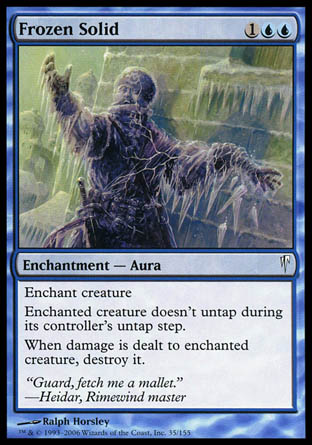 Frozen Solid 1
Enchantment — Aura
Enchant creature
Enchanted creature doesn't untap during
its controller's untap step.
When damage is dealt to enchanted
creature, destroy it.
"Guard, fetch me a mallet."
—Heidar, Rimewind master
Ralph Horsley
™ & © 1993–2006 Wizards of the Coast, Inc. 35/155